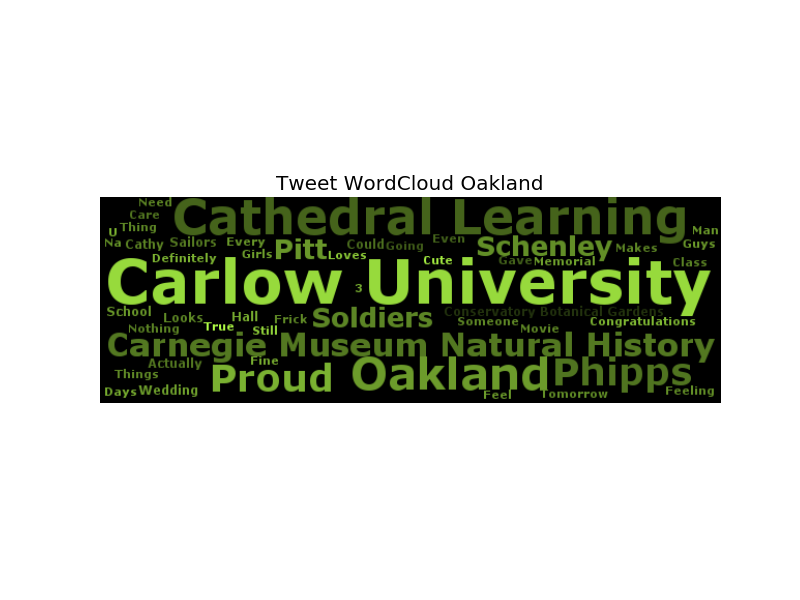 Tweet WordCloud Oakland
Need
Cathedral Learning
Care
Thing
U
Man
Na Cathy Sailors Every Pitt Could Going Even Schenley Makes Guys
Definitely Girls Loves Cute Gave Memorial Class
Carlow University
3
School Looks Hall Frick Soldiers Conservatory Botanical Gardens
Nothing True Still Someone Movie Congratulations
Carnegie Museum Natural History
Actually Fine
Things Proud Oakland Phipps
Days Wedding Feel Tomorrow Feeling